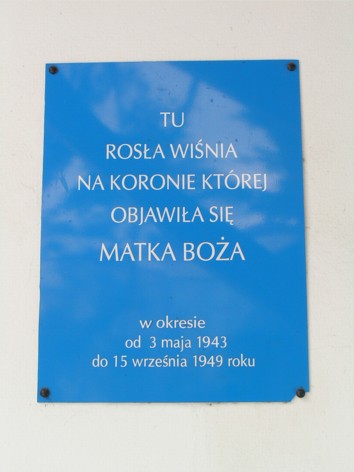 TU
ROSŁA WIŚNIA
NA KORONIE KTÓREJ
OBJAWIŁA SIĘ
MATKA BOŻA
w okresie
od 3 maja 1943
do 15 września 1949 roku